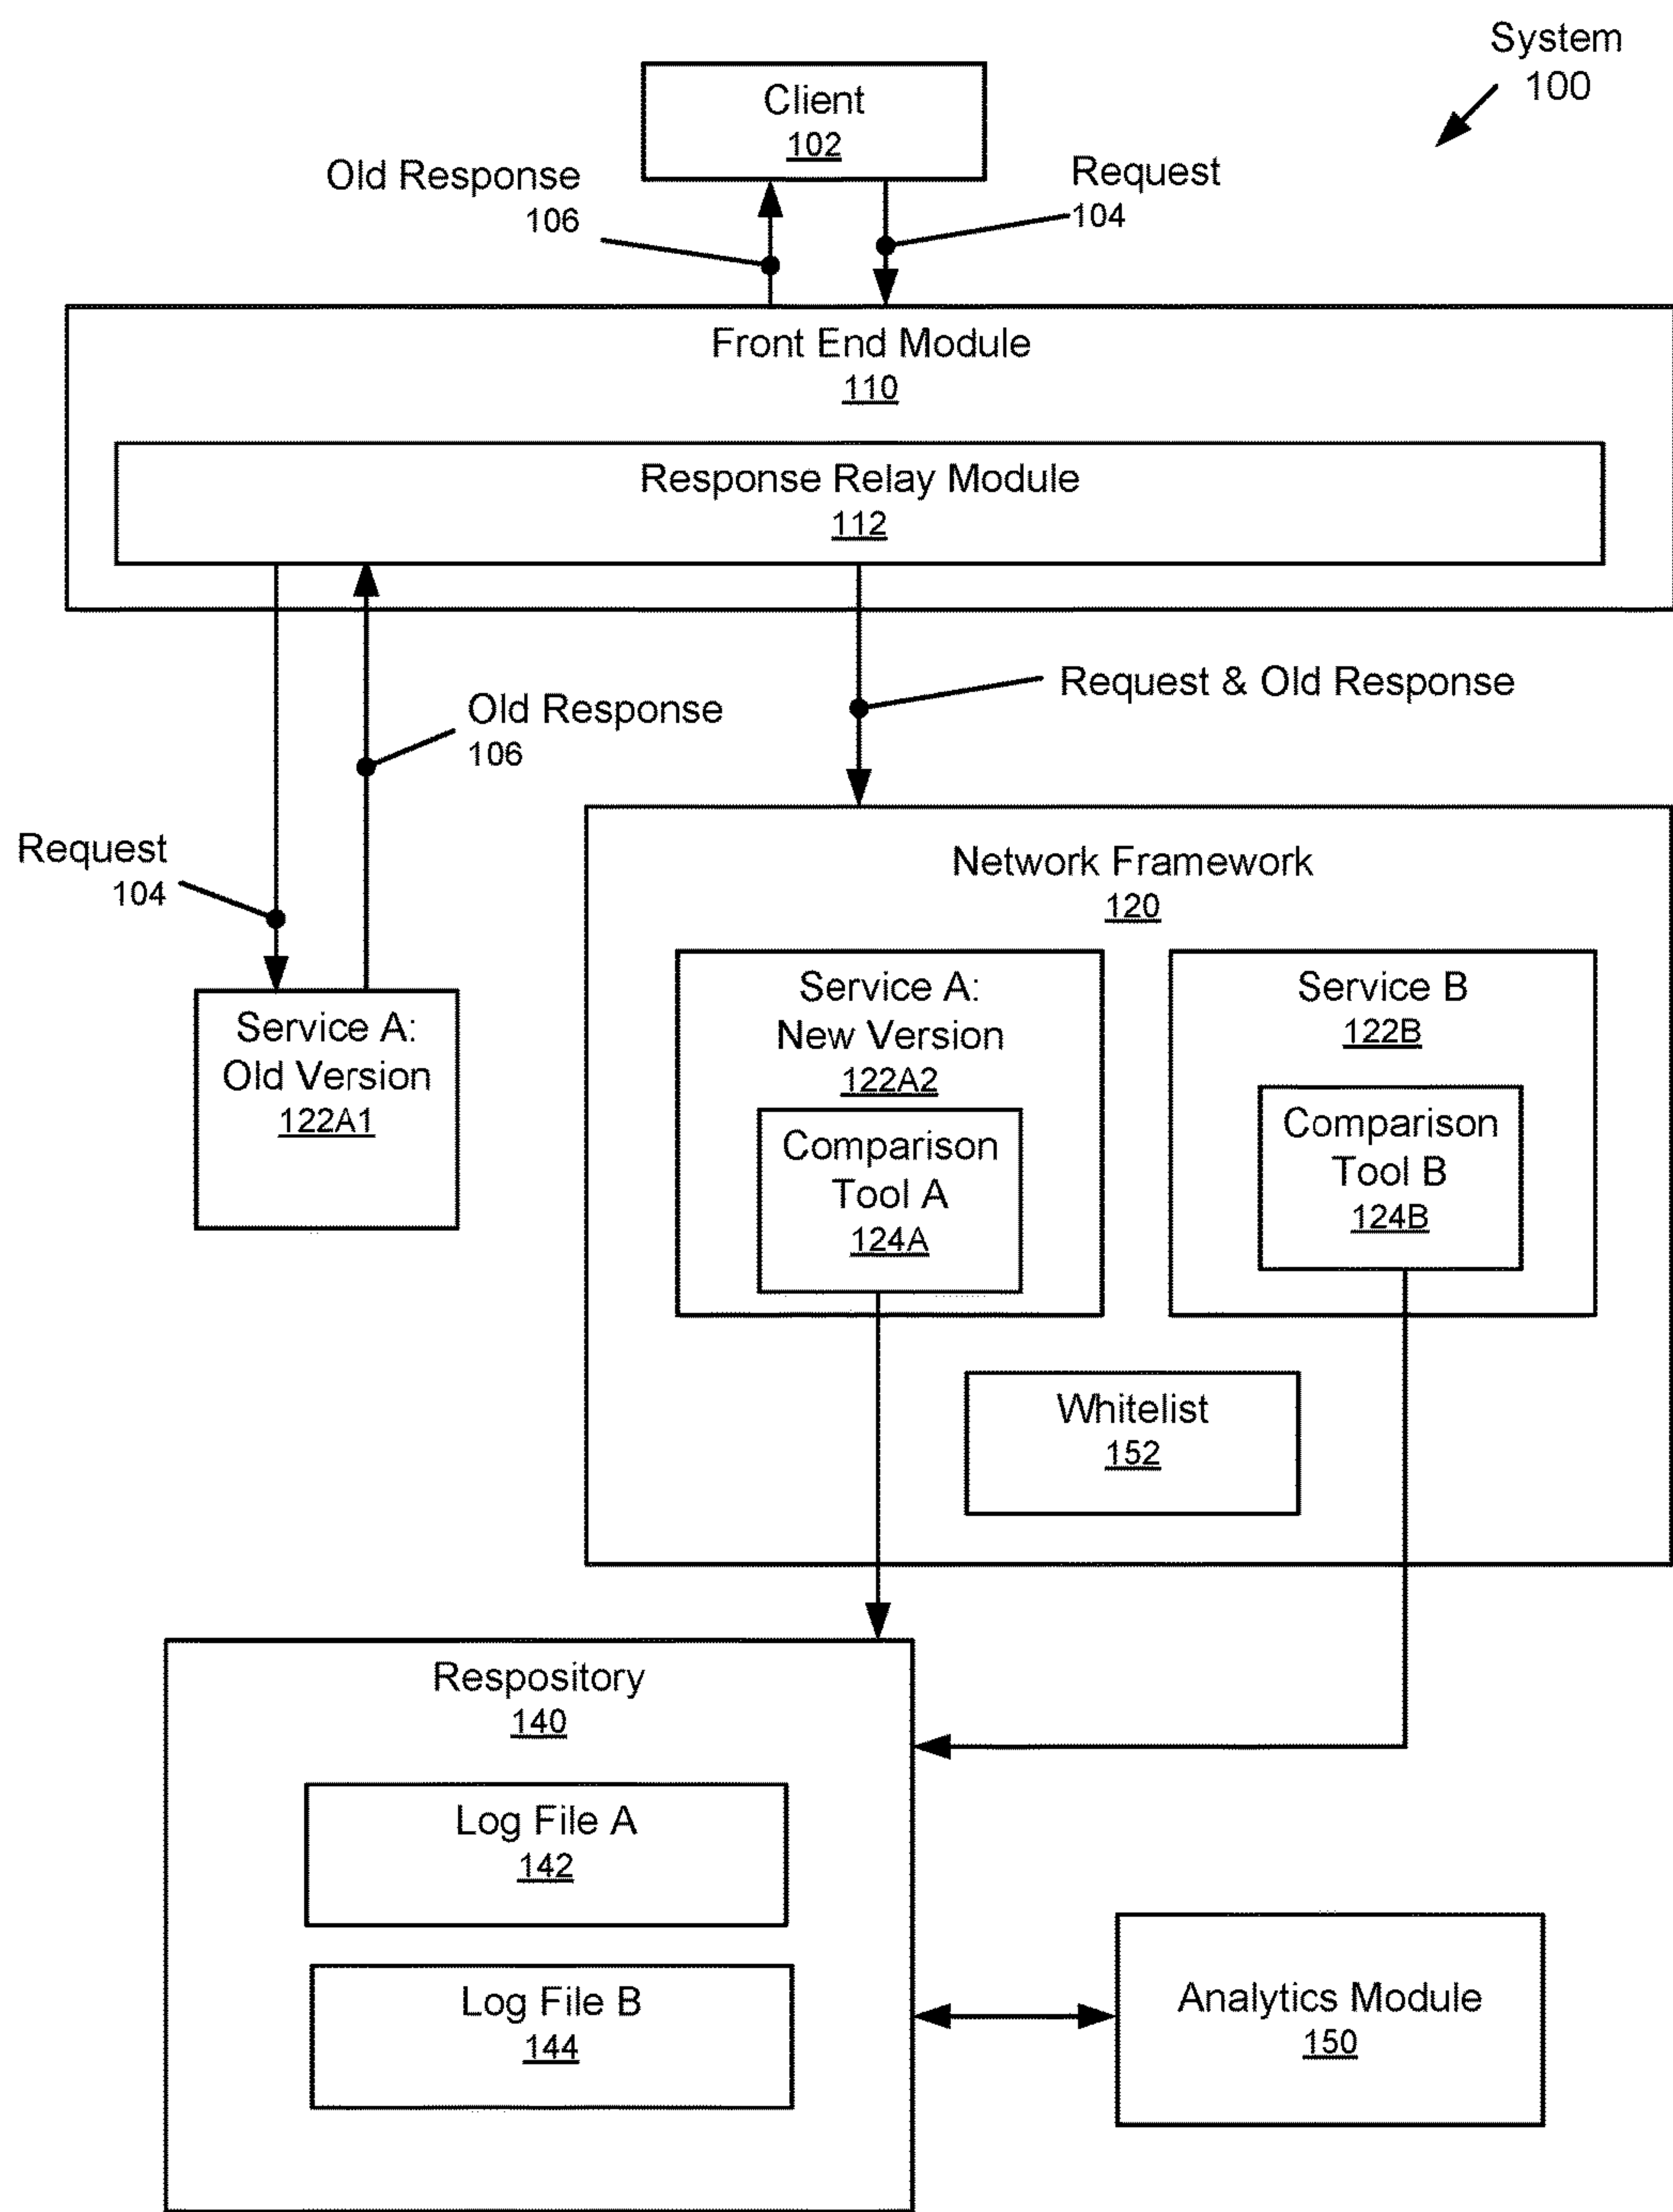 System
100
Client
102
Old Response
106
Request
104
Front End Module
110
Response Relay Module
112
Request & Old Response
Old Response
106
Request
104
Network Framework
120
Service A:
Old Version
122A1
Service A:
New Version
122A2
Comparison
Tool A
124A
Service B
122B
Comparison
Tool B
124B
Whitelist
152
Respository
140
Log File A
142
Log File B
144
Analytics Module
150